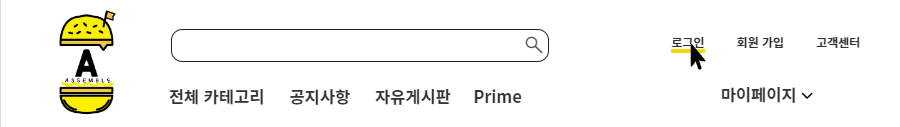 로그인 회원 가입 고객센터
A
ASSEMBLE
전체 카테고리 공지사항 자유게시판 Prime 마이페이지